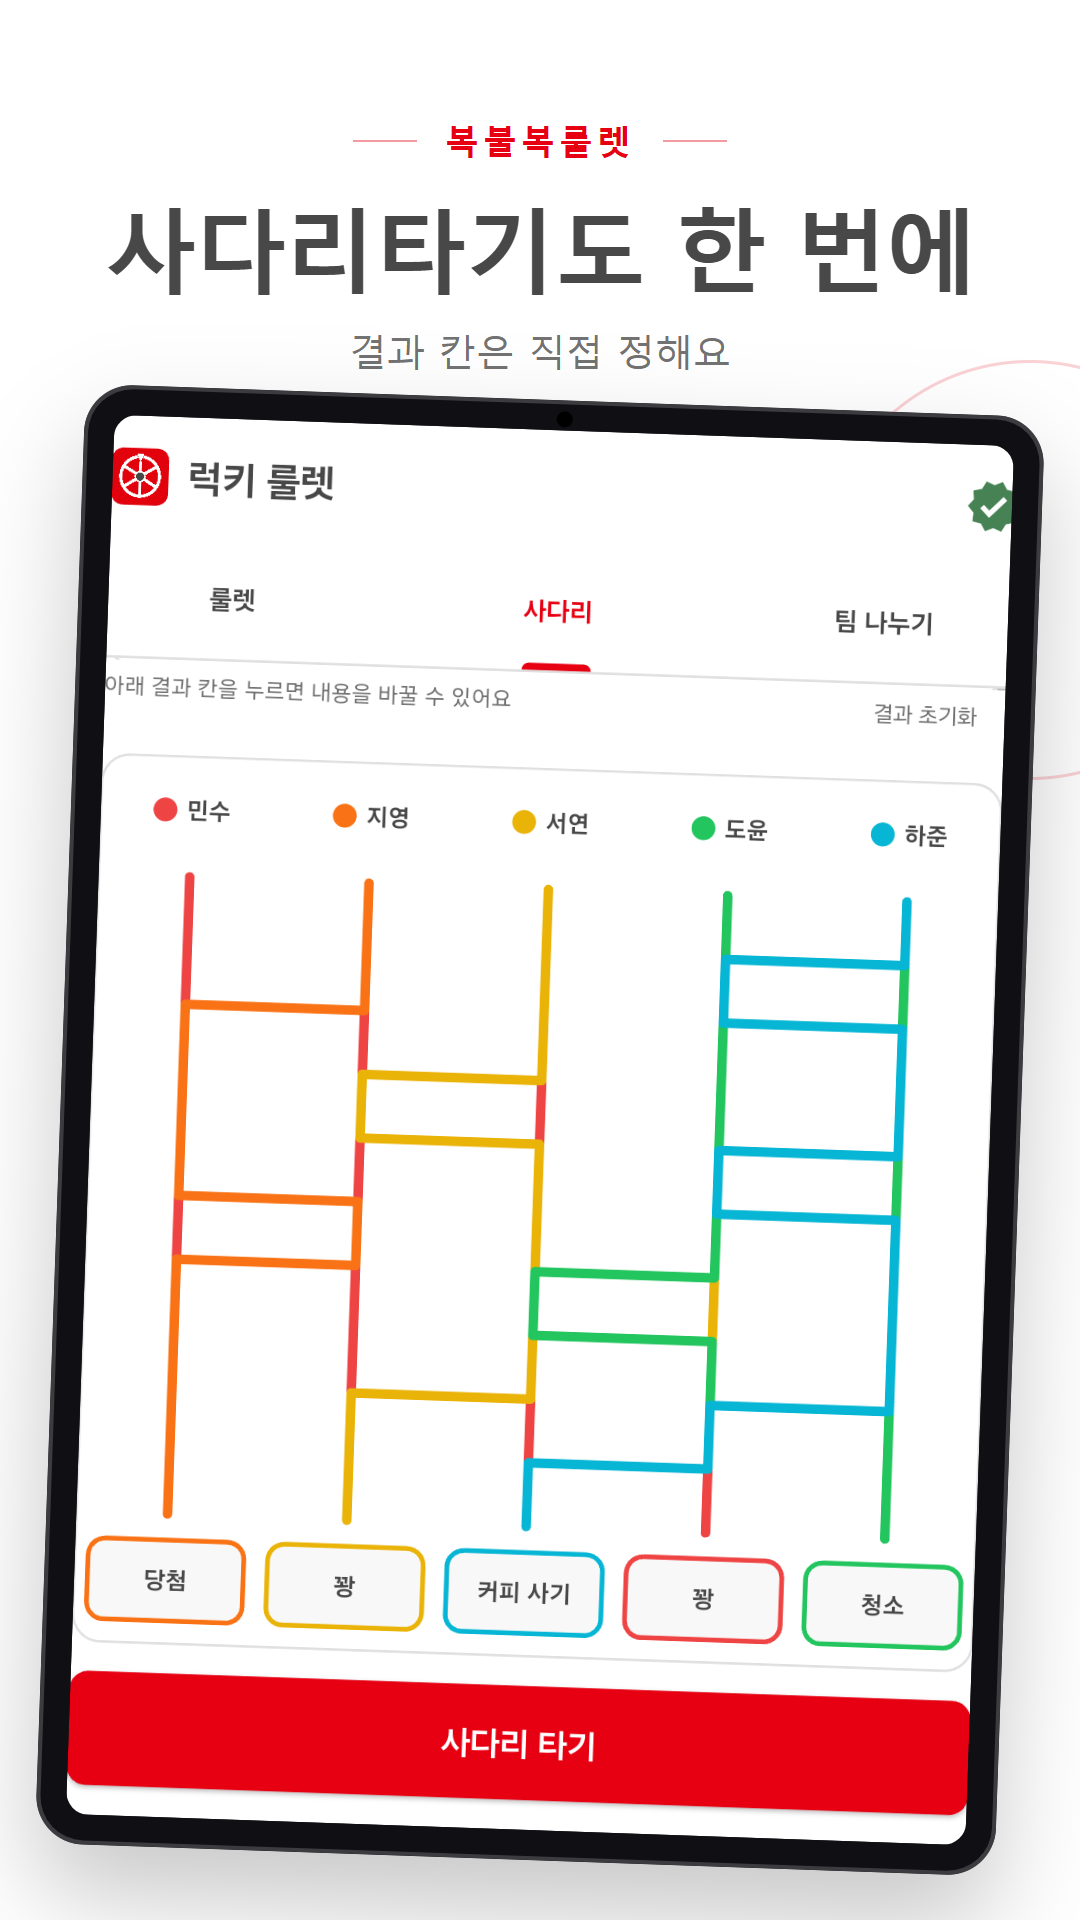 복불복룰렛
사다리타기도 한 번에
결과 칸은 직접 정해요
럭키 룰렛
룰렛
사다리
팀 나누기
아래 결과 칸을 누르면 내용을 바꿀 수 있어요
결과 초기화
민수
지영
서연
도윤
하준
당첨
꽝
커피 사기
꽝
청소
사다리 타기